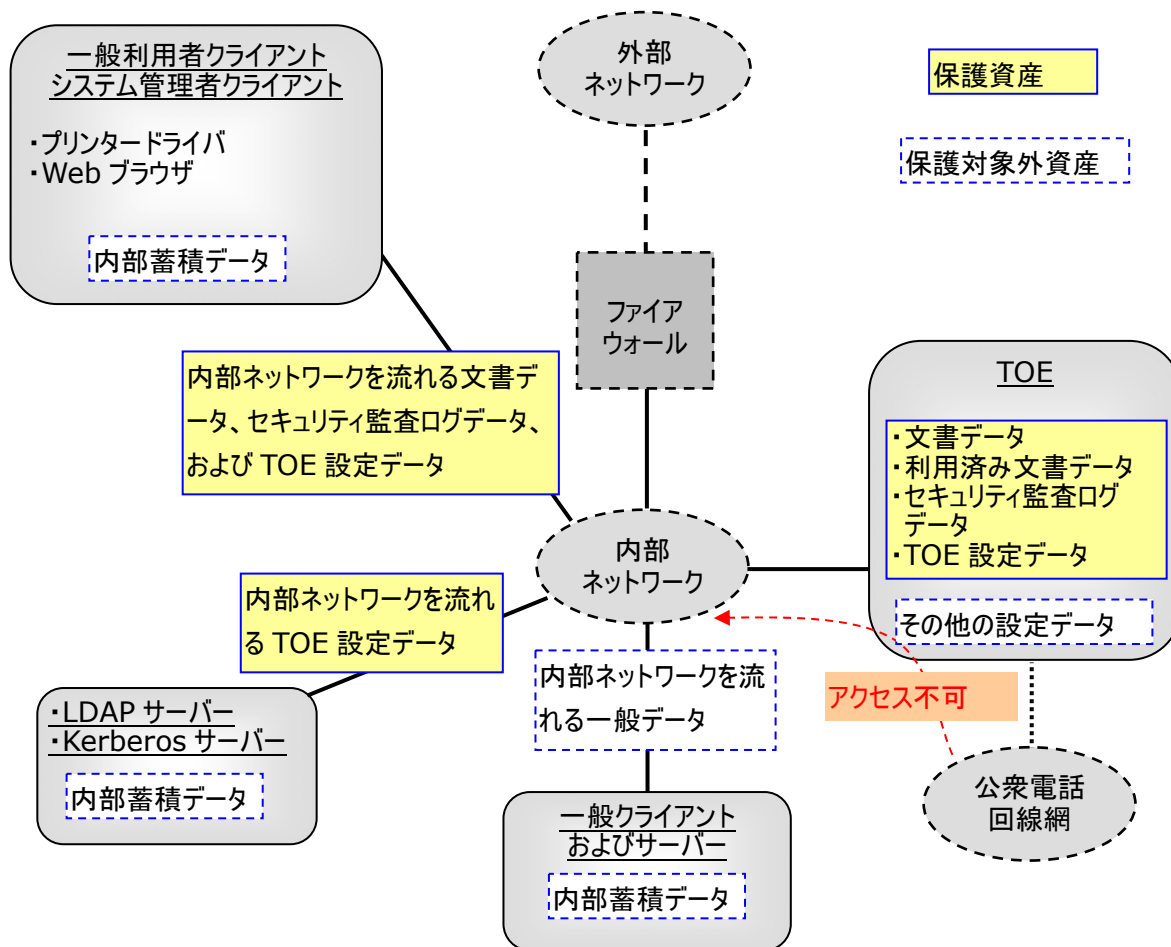 一般利用者クライアント
システム管理者クライアント
・プリンタードライバ
・Web ブラウザ
内部蓄積データ
外部
ネットワーク
保護資産
保護対象外資産
ファイア
ウォール
内部ネットワークを流れる文書デ
ータ、セキュリティ監査ログデータ、
および TOE 設定データ
TOE
・文書データ
・利用済み文書データ
・セキュリティ監査ログ
データ
・TOE 設定データ
その他の設定データ
内部
ネットワーク
内部ネットワークを流れ
る TOE 設定データ
内部ネットワークを流
れる一般データ
アクセス不可
・LDAP サーバー
・Kerberos サーバー
内部蓄積データ
公衆電話
回線網
一般クライアント
およびサーバー
内部蓄積データ